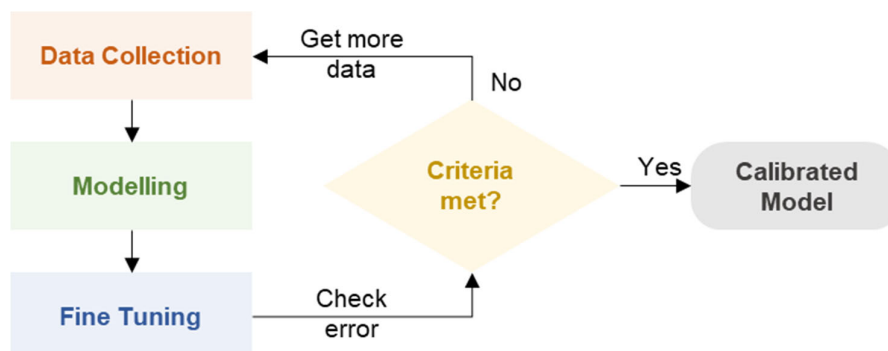 Data Collection
Get more
data
No
Modelling
Criteria
met?
Yes
Calibrated
Model
Fine Tuning
Check
error